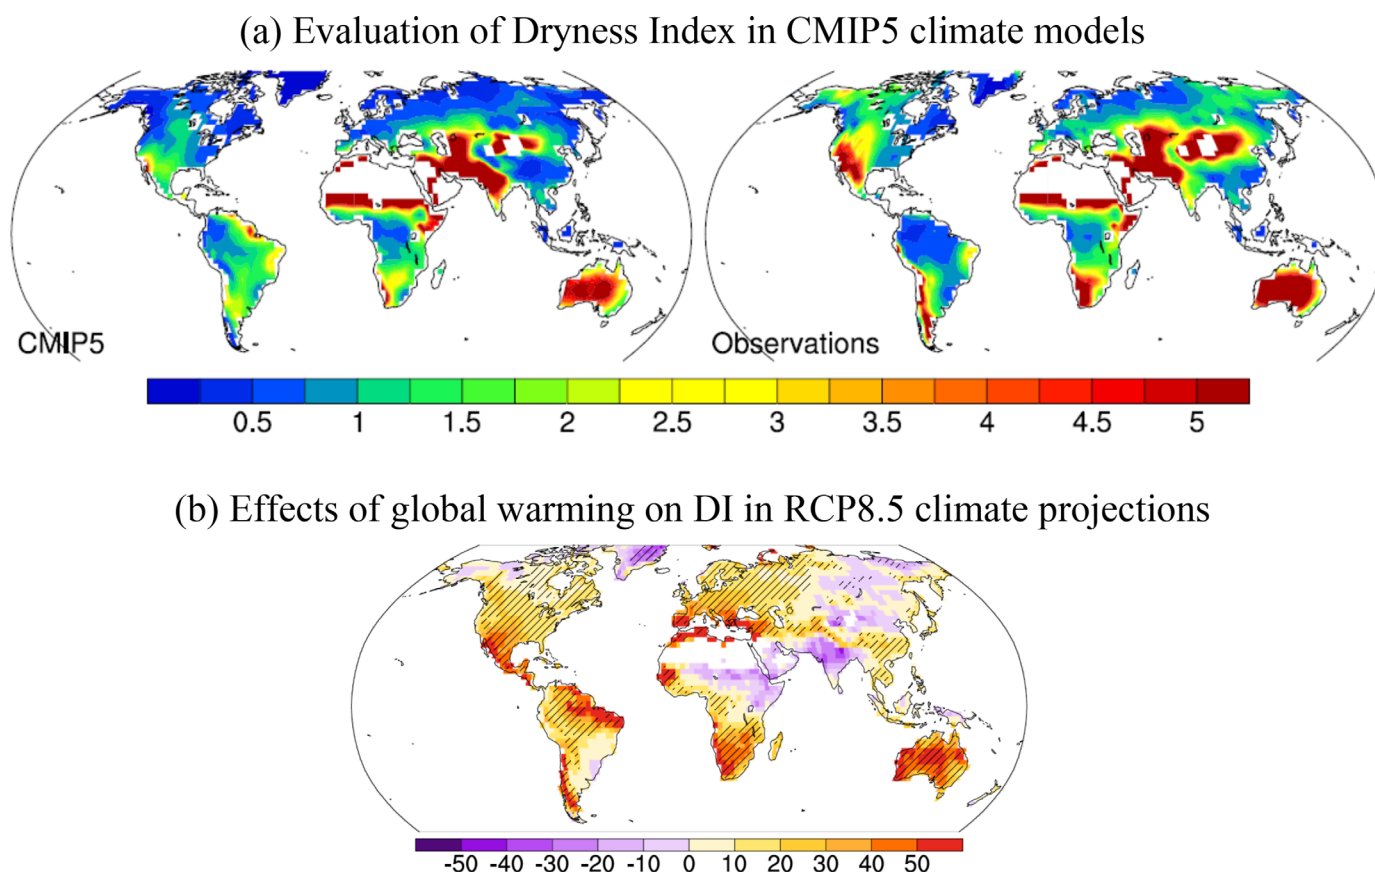 (a) Evaluation of Dryness Index in CMIP5 climate models
CMIP5
Observations
0.5 1 1.5 2 2.5 3 3.5 4 4.5 5
(b) Effects of global warming on DI in RCP8.5 climate projections
-50 -40 -30 -20 -10 0 10 20 30 40 50